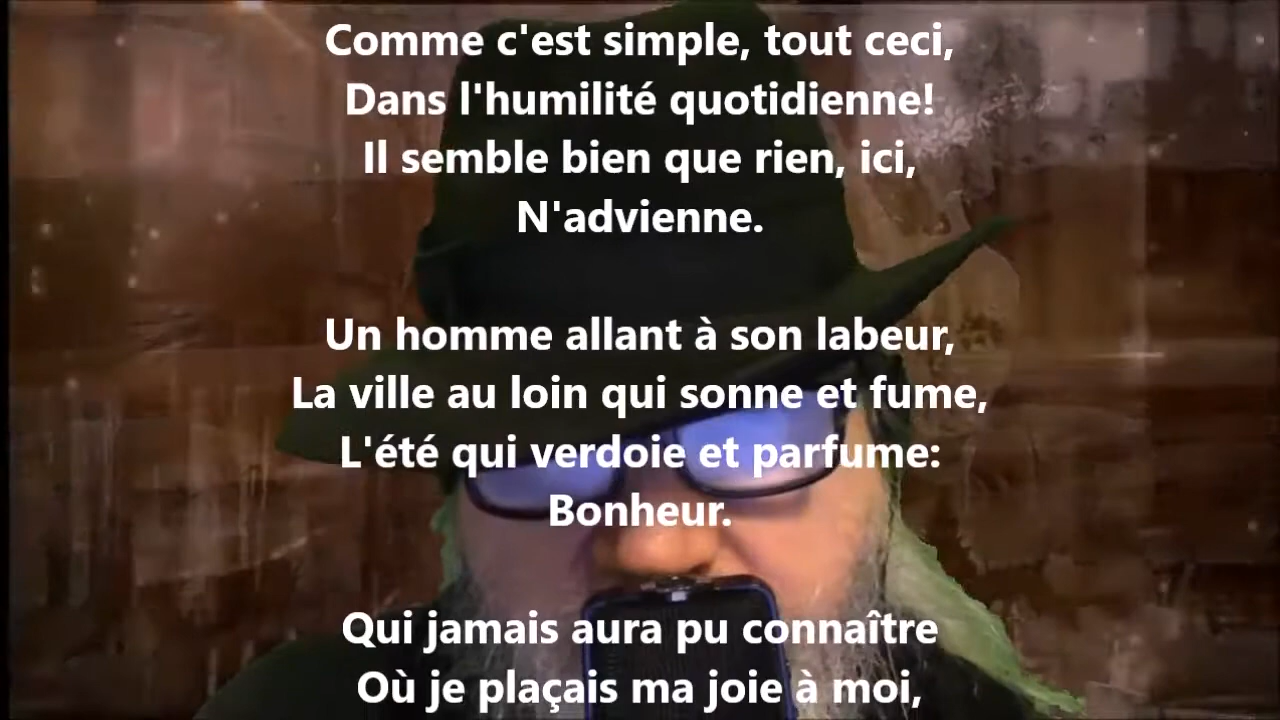 Comme c'est simple, tout ceci,
Dans l'humilité quotidienne!
Il semble bien que rien, ici,
N'advienne.
Un homme allant à son labeur,
La ville au loin qui sonne et fume,
L'été qui verdoie et parfume:
Bonheur.
Qui jamais aura pu connaître
Où je plaçais ma joie à moi,